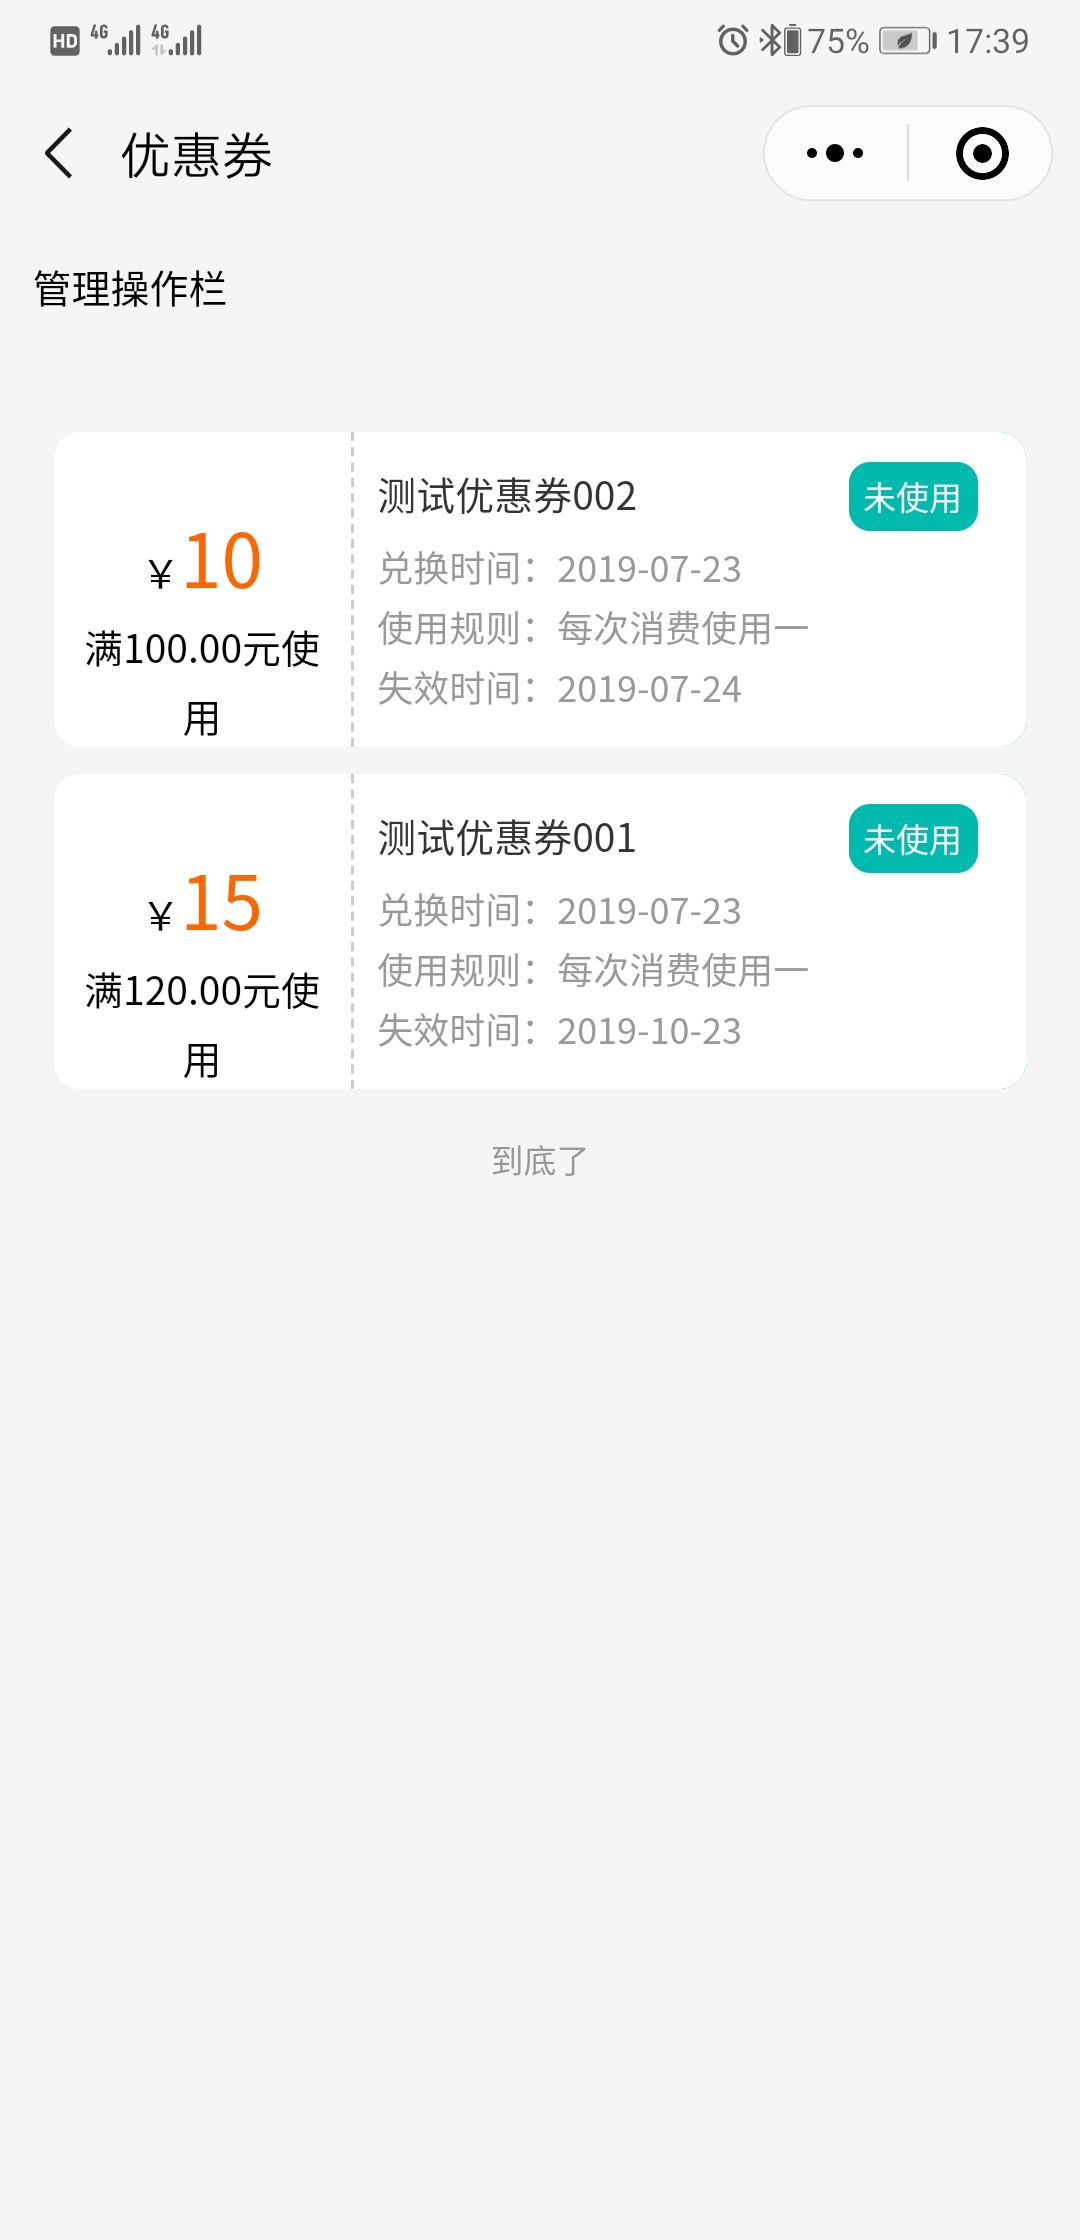 HD 4G 4G 75% 17:39
优惠券
管理操作栏
¥10
满100.00元使
用
测试优惠券002
未使用
兑换时间：2019-07-23
使用规则：每次消费使用一
失效时间：2019-07-24
¥15
满120.00元使
用
测试优惠券001
未使用
兑换时间：2019-07-23
使用规则：每次消费使用一
失效时间：2019-10-23
到底了